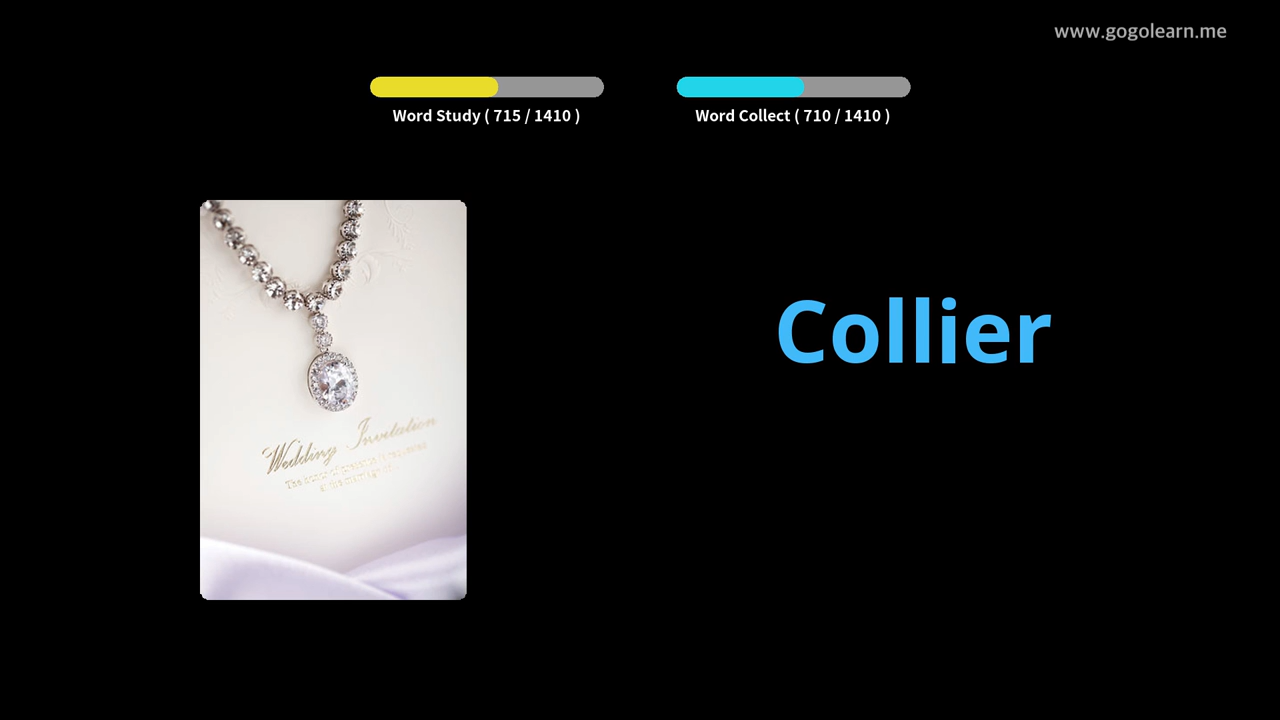 www.gogolearn.me
Word Study ( 715 / 1410 )
Word Collect ( 710 / 1410 )
Collier
Wedding Invitation